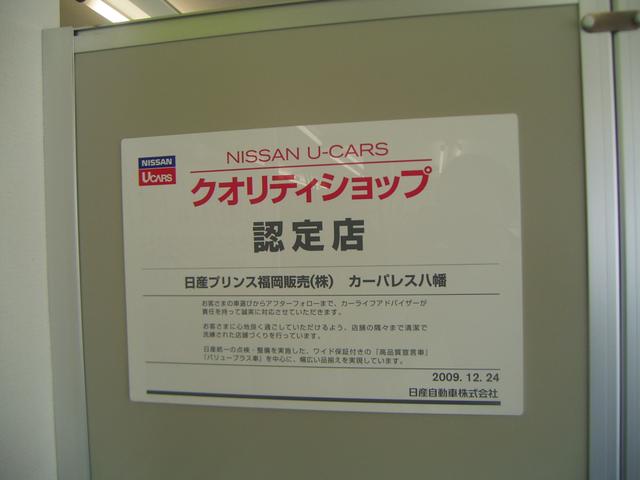 NISSAN U-CARS
NISSAN
UCARS
クオリティショップ
認定店
日産プリンス福岡販売(株) カーパレス八幡
お客さまの車選びからアフターフォローまで、カーライフアドバイザーが
責任を持って誠実に対応させていただきます。
お客さまに心地良く過ごしていただけるよう、店舗の隅々まで清潔で
洗練された店舗づくりを行っています。
日産統一の点検・整備を実施した、ワイド保証付きの「高品質宣言車」
「バリュープラス車」を中心に、幅広い品揃えを実現しています。
2009. 12. 24
日産自動車株式会社